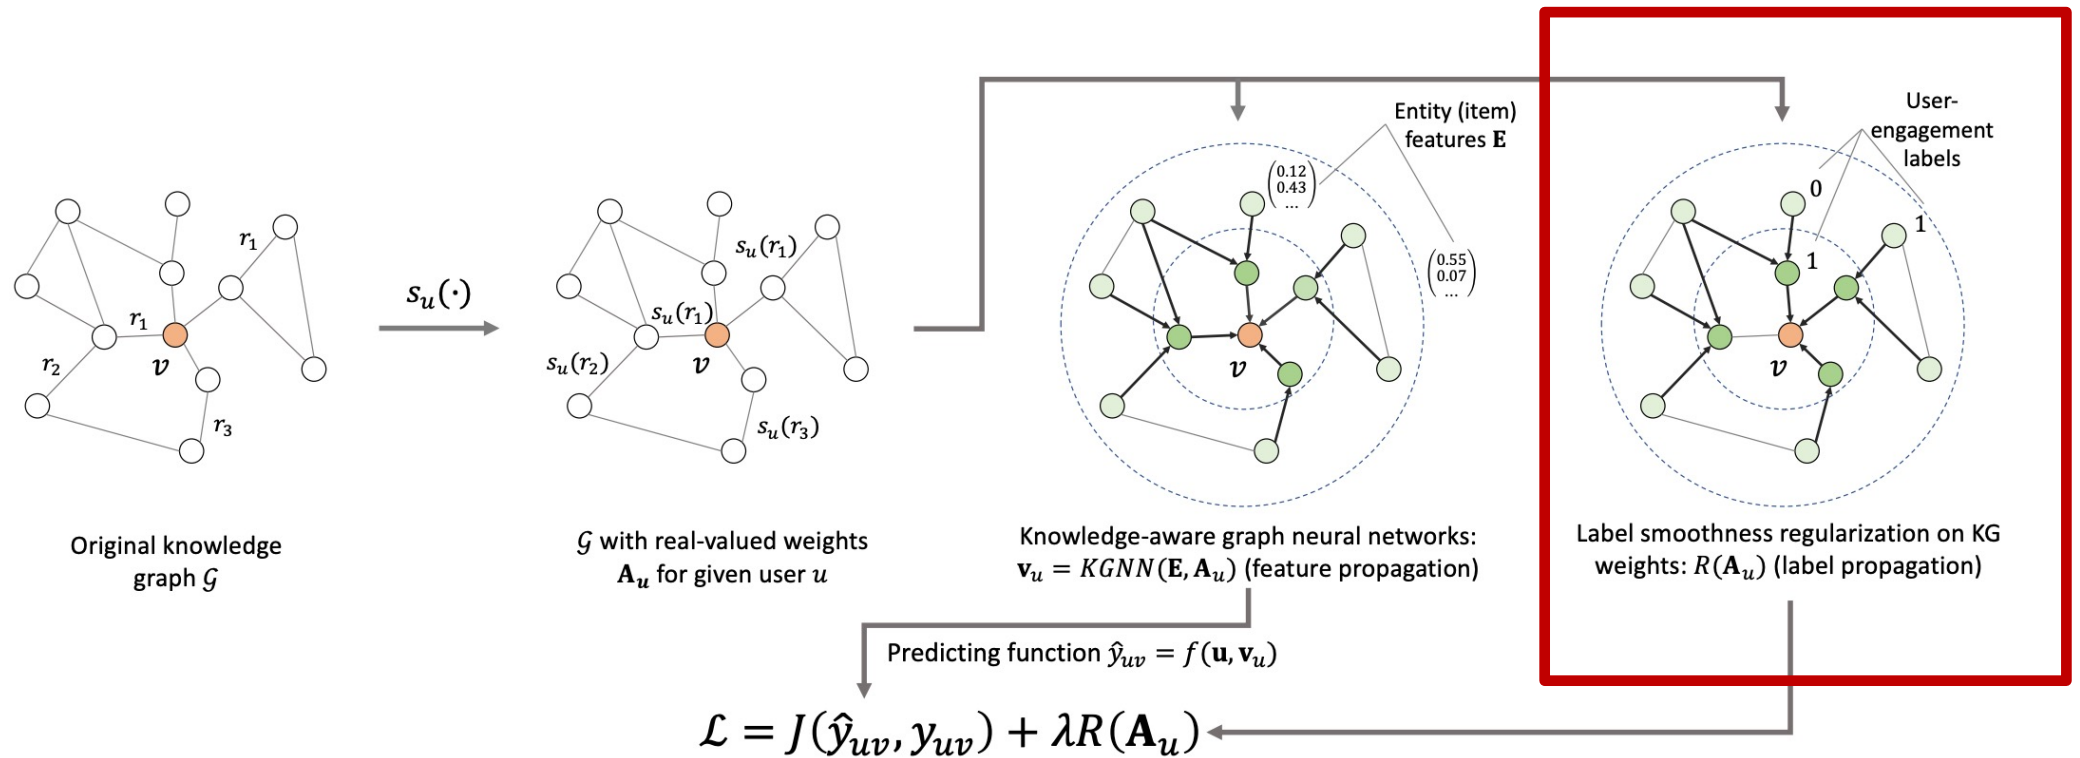 r₁
r₁
r₂
r₃
v
Original knowledge
graph 𝒢
s_u(·)
s_u(r₁)
s_u(r₁)
s_u(r₂)
s_u(r₃)
v
𝒢 with real-valued weights
A_u for given user u
Entity (item)
features E
0.12
0.43
...
0.55
0.07
...
v
Knowledge-aware graph neural networks:
v_u = KGNN(E, A_u) (feature propagation)
User-
engagement
labels
0
1
1
v
Label smoothness regularization on KG
weights: R(A_u) (label propagation)
Predicting function ŷ_uv = f(u, v_u)
ℒ = J(ŷ_uv, y_uv) + λR(A_u)